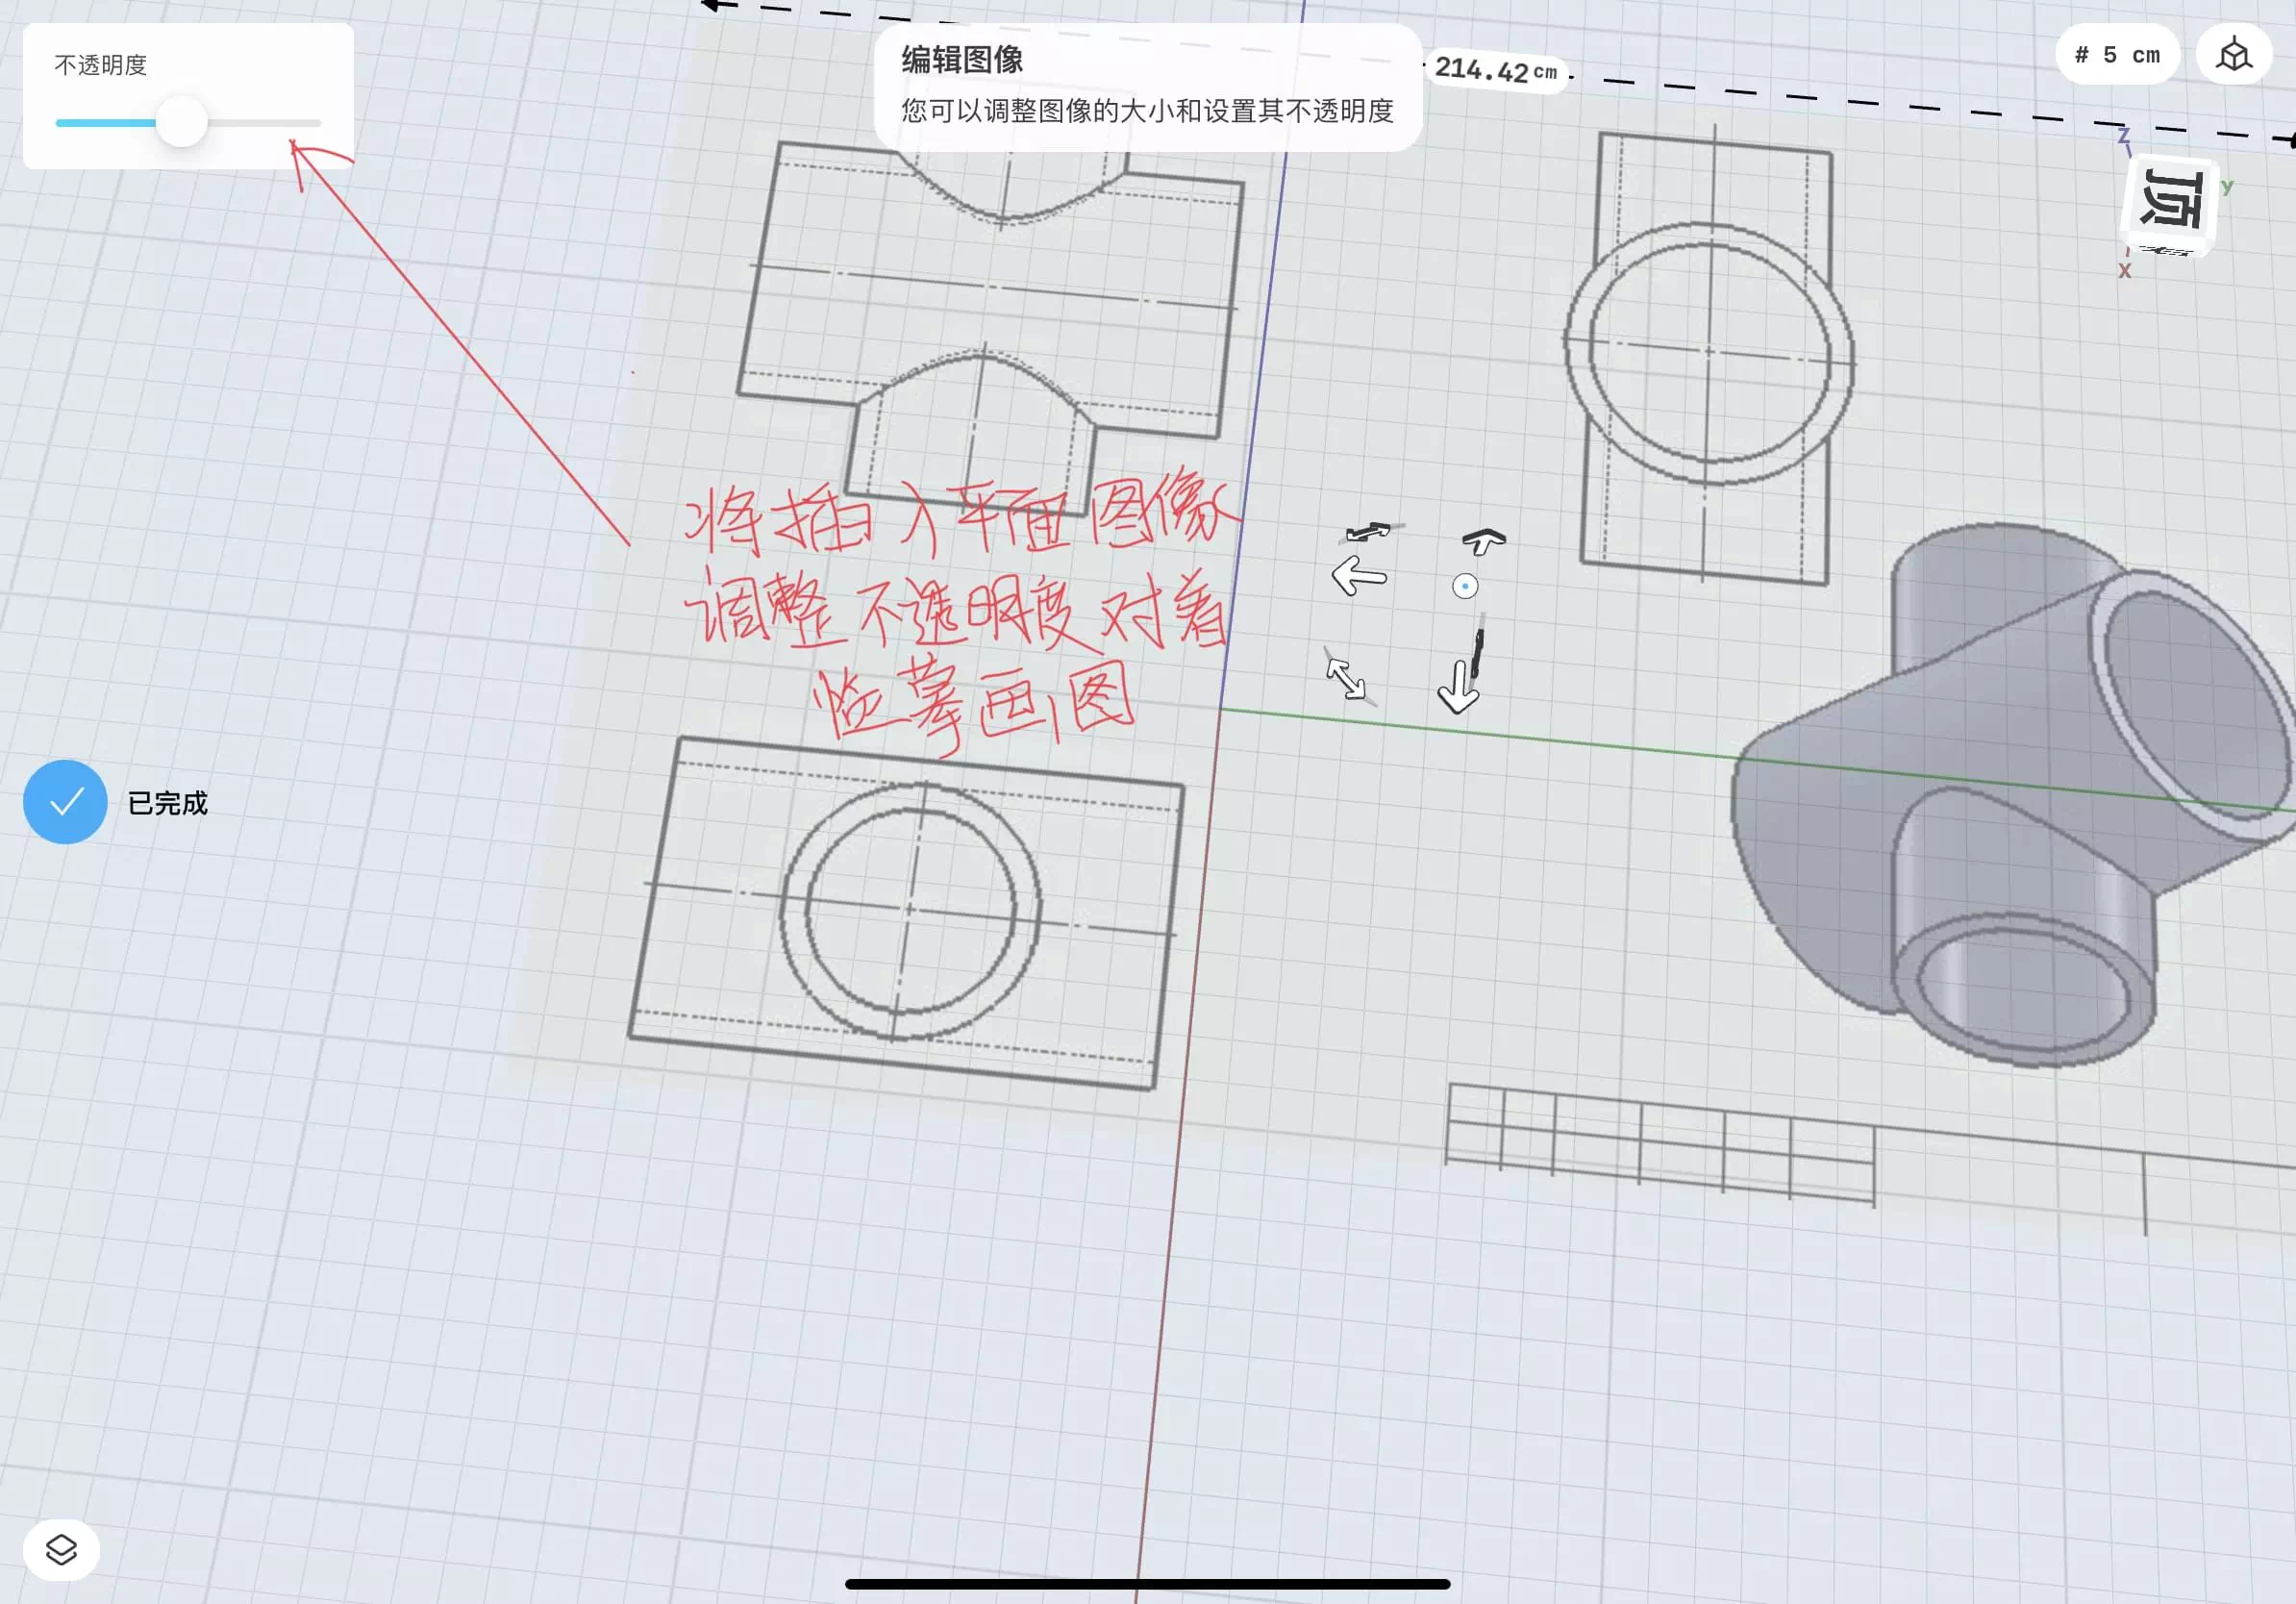 不透明度
编辑图像
您可以调整图像的大小和设置其不透明度
214.42 cm
# 5 cm
Z
顶
y
X
将插入平面图像
调整不透明度对着
临摹画图
已完成